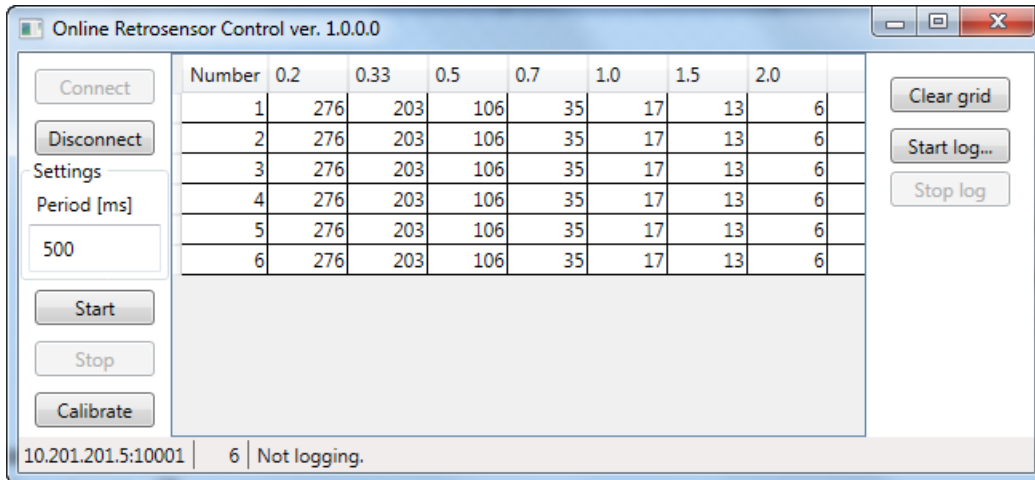 Online Retrosensor Control ver. 1.0.0.0
Connect
Disconnect
Settings
Period [ms]
500
Start
Stop
Calibrate
Number 0.2 0.33 0.5 0.7 1.0 1.5 2.0
1 276 203 106 35 17 13 6
2 276 203 106 35 17 13 6
3 276 203 106 35 17 13 6
4 276 203 106 35 17 13 6
5 276 203 106 35 17 13 6
6 276 203 106 35 17 13 6
Clear grid
Start log...
Stop log
10.201.201.5:10001 6 Not logging.